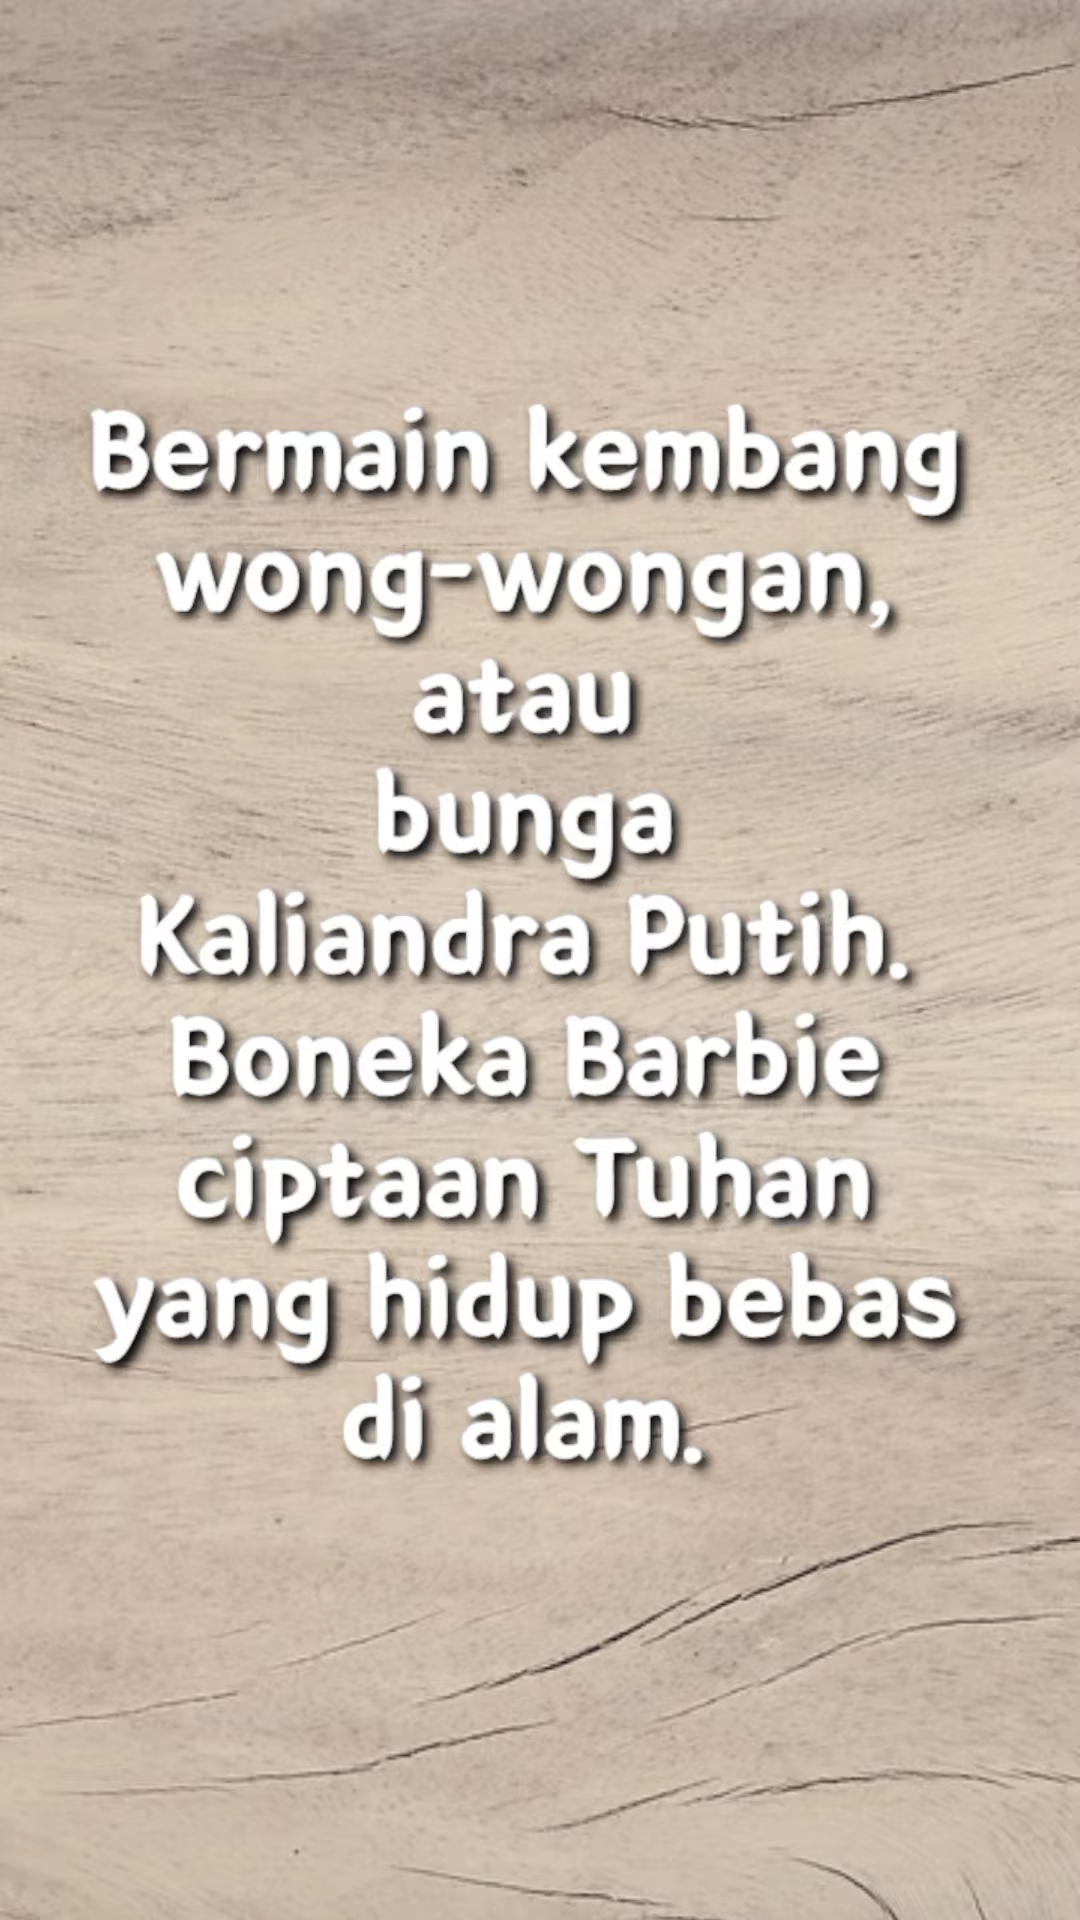 Bermain kembang
wong-wongan,
atau
bunga
Kaliandra Putih.
Boneka Barbie
ciptaan Tuhan
yang hidup bebas
di alam.